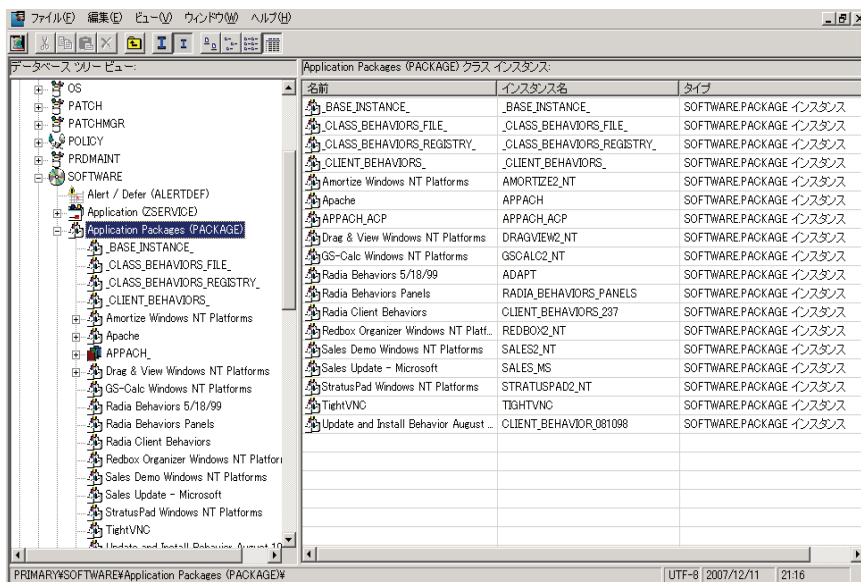 ファイル(F) 編集(E) ビュー(V) ウィンドウ(W) ヘルプ(H)
データベース ツリー ビュー:
OS
PATCH
PATCHMGR
POLICY
PRDMAINT
SOFTWARE
Alert / Defer (ALERTDEF)
Application (ZSERVICE)
Application Packages (PACKAGE)
_BASE_INSTANCE_
_CLASS_BEHAVIORS_FILE_
_CLASS_BEHAVIORS_REGISTRY_
_CLIENT_BEHAVIORS_
Amortize Windows NT Platforms
Apache
APPACH_
Drag & View Windows NT Platforms
GS-Calc Windows NT Platforms
Radia Behaviors 5/18/99
Radia Behaviors Panels
Radia Client Behaviors
Redbox Organizer Windows NT Platfor
Sales Demo Windows NT Platforms
Sales Update - Microsoft
StratusPad Windows NT Platforms
TightVNC
Update and Install Behavior August 10
Application Packages (PACKAGE) クラス インスタンス:
名前 インスタンス名 タイプ
_BASE_INSTANCE_ _BASE_INSTANCE_ SOFTWARE.PACKAGE インスタンス
_CLASS_BEHAVIORS_FILE_ _CLASS_BEHAVIORS_FILE_ SOFTWARE.PACKAGE インスタンス
_CLASS_BEHAVIORS_REGISTRY_ _CLASS_BEHAVIORS_REGISTRY_ SOFTWARE.PACKAGE インスタンス
_CLIENT_BEHAVIORS_ _CLIENT_BEHAVIORS_ SOFTWARE.PACKAGE インスタンス
Amortize Windows NT Platforms AMORTIZE2_NT SOFTWARE.PACKAGE インスタンス
Apache APPACH SOFTWARE.PACKAGE インスタンス
APPACH_ACP APPACH_ACP SOFTWARE.PACKAGE インスタンス
Drag & View Windows NT Platforms DRAGVIEW2_NT SOFTWARE.PACKAGE インスタンス
GS-Calc Windows NT Platforms GSCALC2_NT SOFTWARE.PACKAGE インスタンス
Radia Behaviors 5/18/99 ADAPT SOFTWARE.PACKAGE インスタンス
Radia Behaviors Panels RADIA_BEHAVIORS_PANELS SOFTWARE.PACKAGE インスタンス
Radia Client Behaviors CLIENT_BEHAVIORS_237 SOFTWARE.PACKAGE インスタンス
Redbox Organizer Windows NT Platf... REDBOX2_NT SOFTWARE.PACKAGE インスタンス
Sales Demo Windows NT Platforms SALES2_NT SOFTWARE.PACKAGE インスタンス
Sales Update - Microsoft SALES_MS SOFTWARE.PACKAGE インスタンス
StratusPad Windows NT Platforms STRATUSPAD2_NT SOFTWARE.PACKAGE インスタンス
TightVNC TIGHTVNC SOFTWARE.PACKAGE インスタンス
Update and Install Behavior August ... CLIENT_BEHAVIOR_081098 SOFTWARE.PACKAGE インスタンス
PRIMARY¥SOFTWARE¥Application Packages (PACKAGE)¥ UTF-8 2007/12/11 21:16